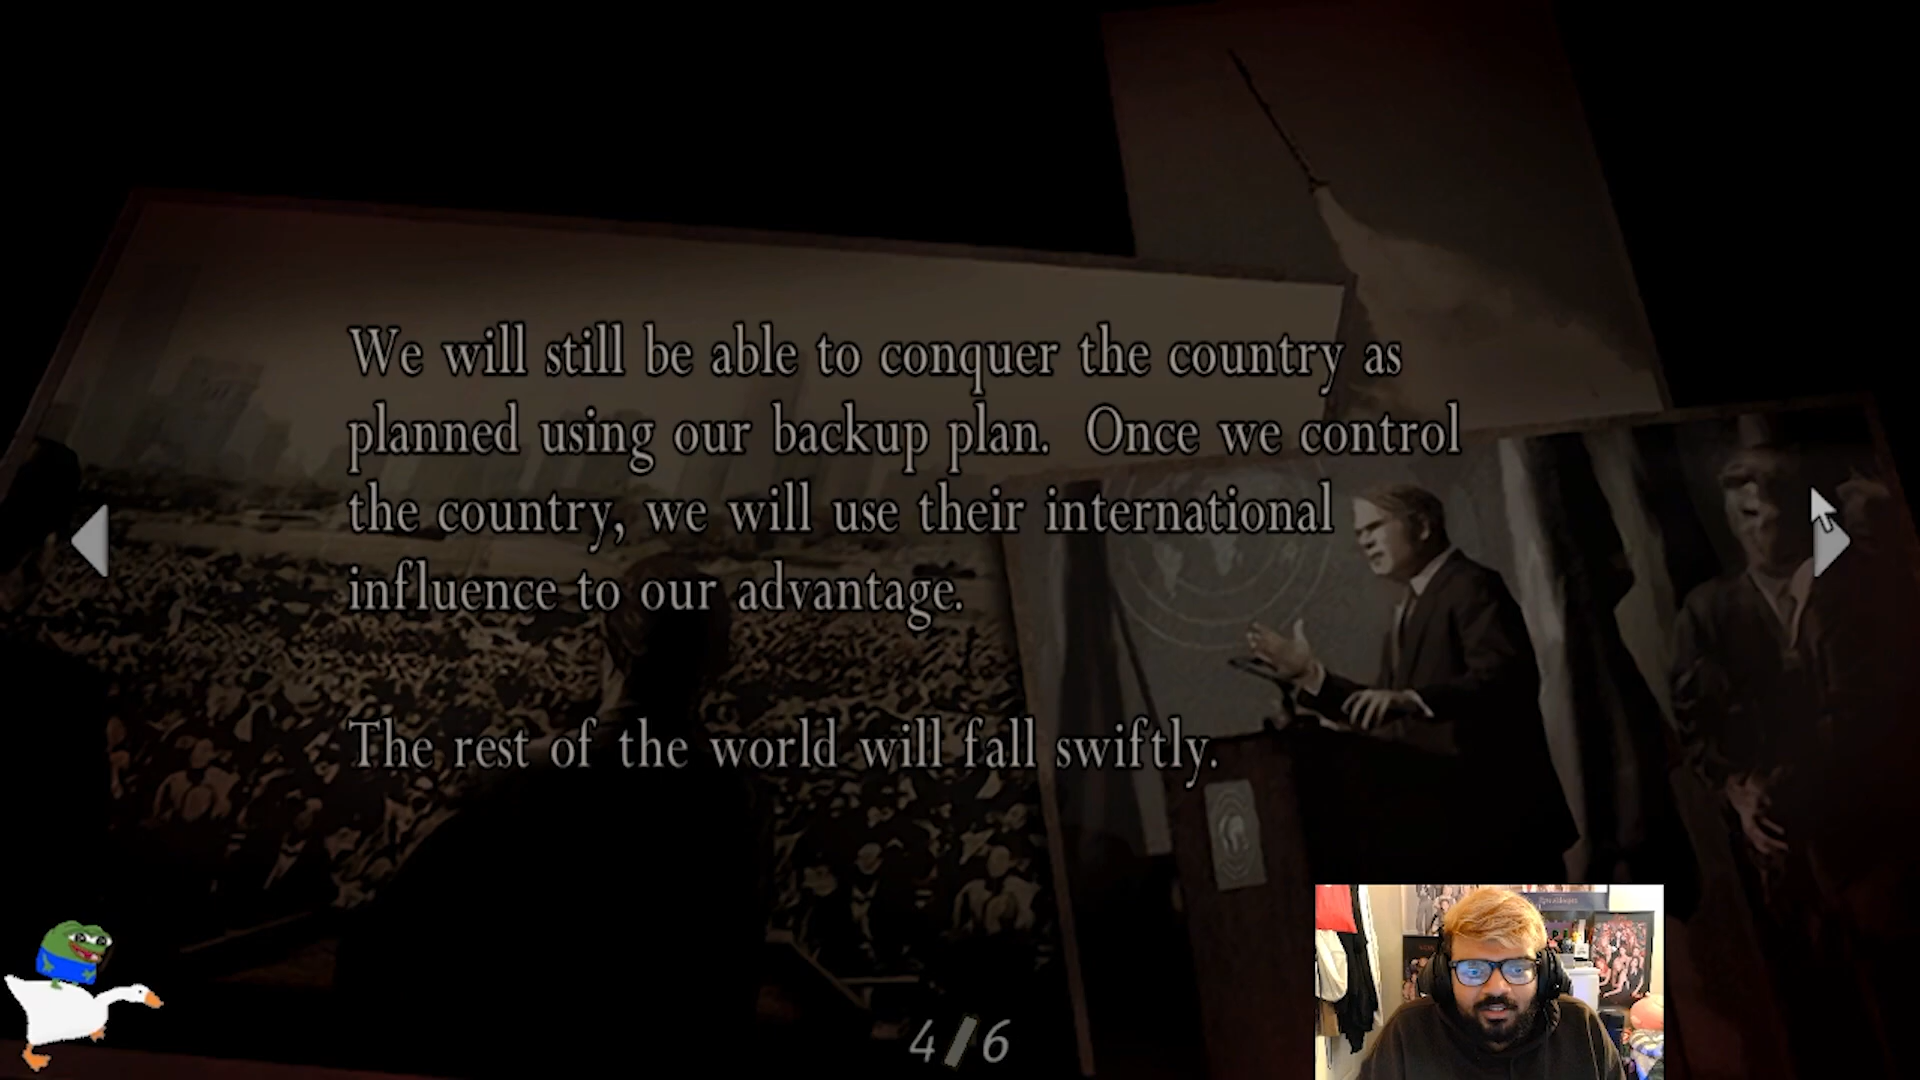 We will still be able to conquer the country as
planned using our backup plan.  Once we control
the country, we will use their international
influence to our advantage.
The rest of the world will fall swiftly.
4/6